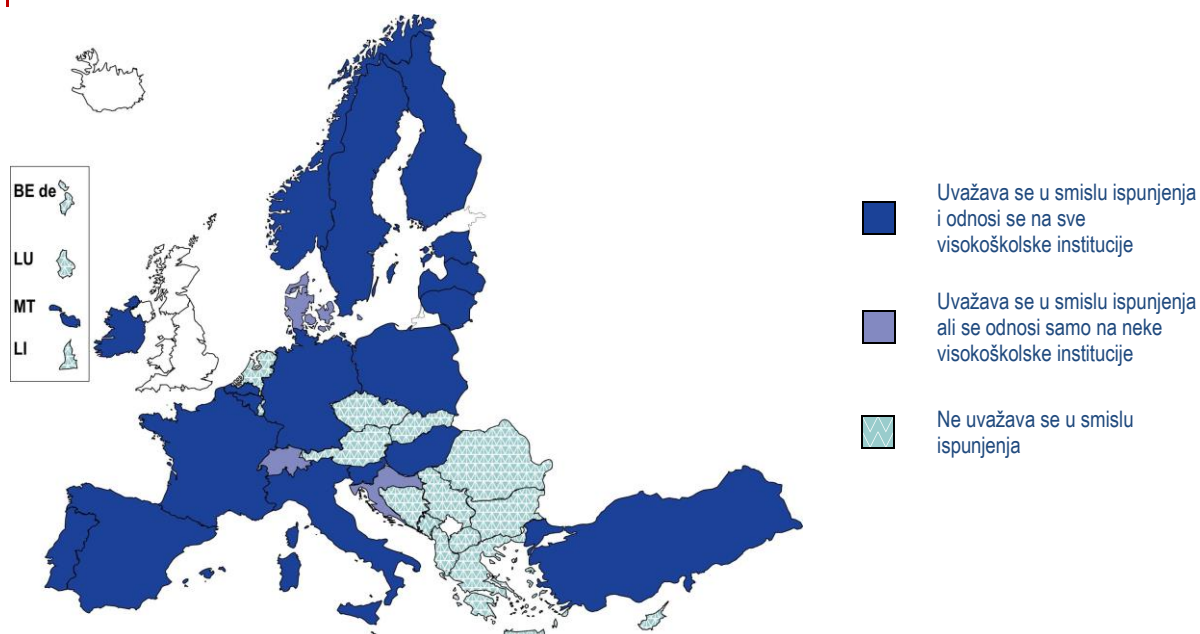 BE de
LU
MT
LI
Uvažava se u smislu ispunjenja
i odnosi se na sve
visokoškolske institucije
Uvažava se u smislu ispunjenja
ali se odnosi samo na neke
visokoškolske institucije
Ne uvažava se u smislu
ispunjenja